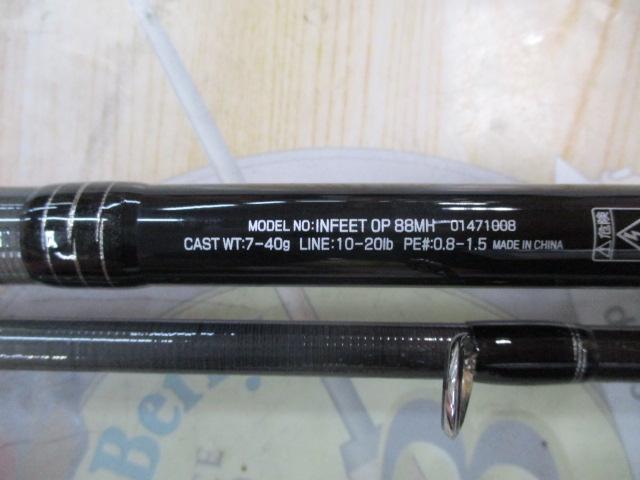 MODEL NO:INFEET OP 88MH 01471008
CAST WT:7-40g LINE:10-20lb PE#:0.8-1.5 MADE IN CHINA
危険
Berry